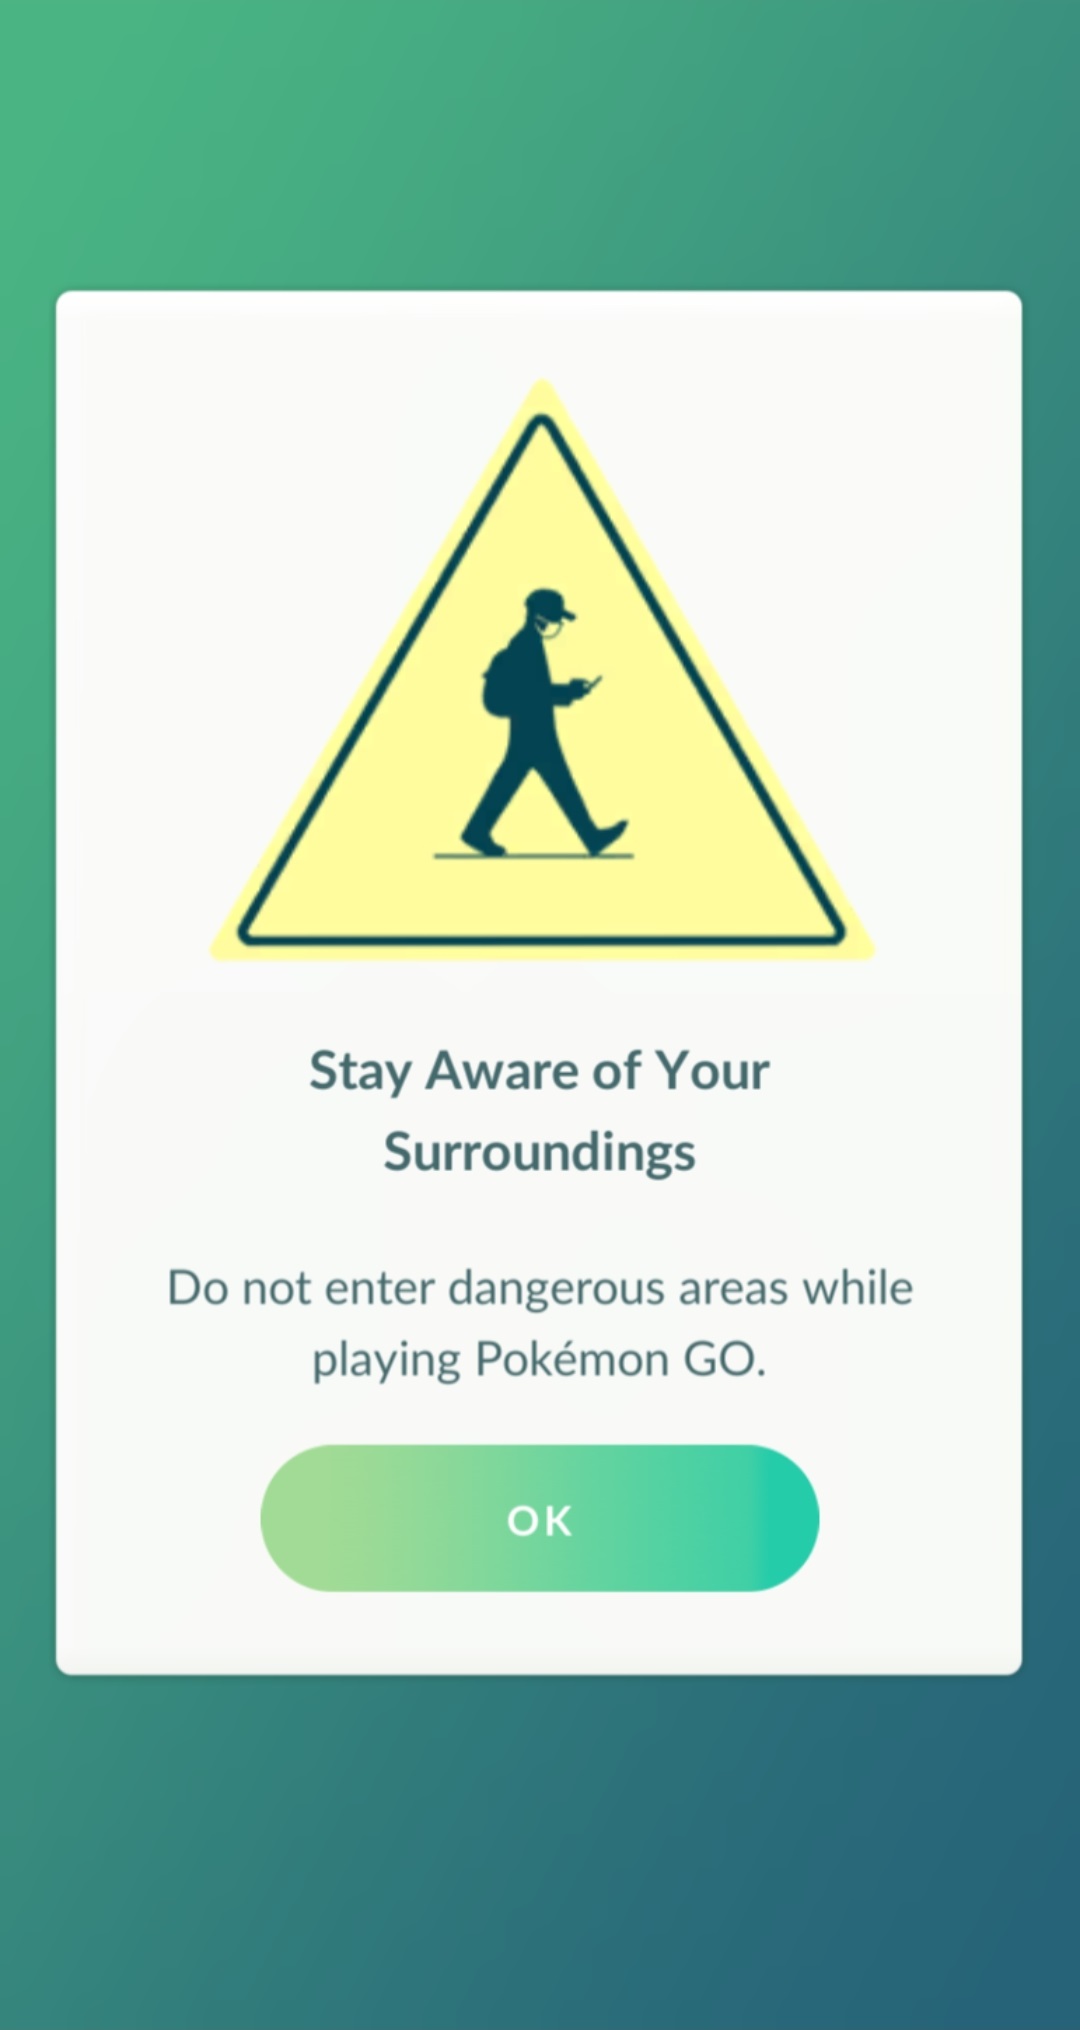 Stay Aware of Your
Surroundings
Do not enter dangerous areas while
playing Pokémon GO.
OK